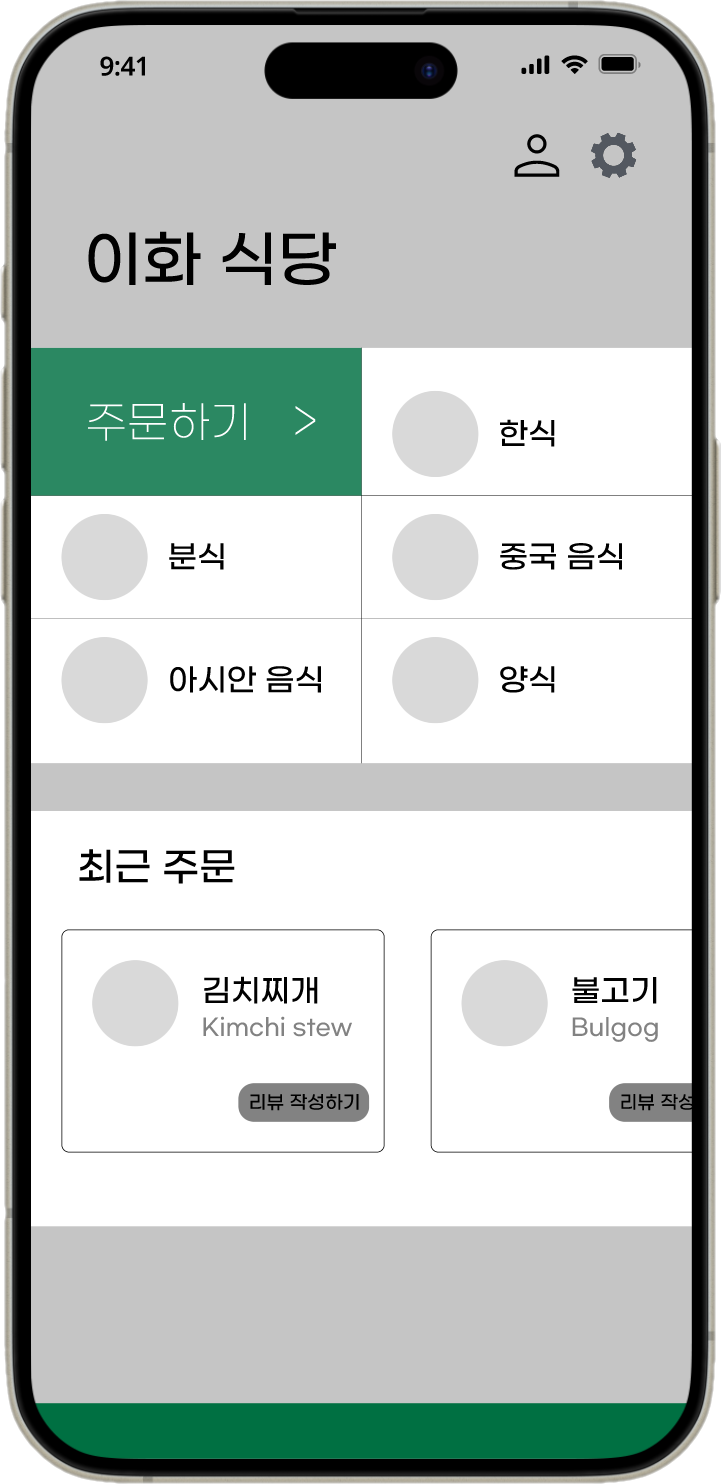 9:41
이화 식당
주문하기 >
한식
분식
중국 음식
아시안 음식
양식
최근 주문
김치찌개
Kimchi stew
리뷰 작성하기
불고기
Bulgog
리뷰 작성